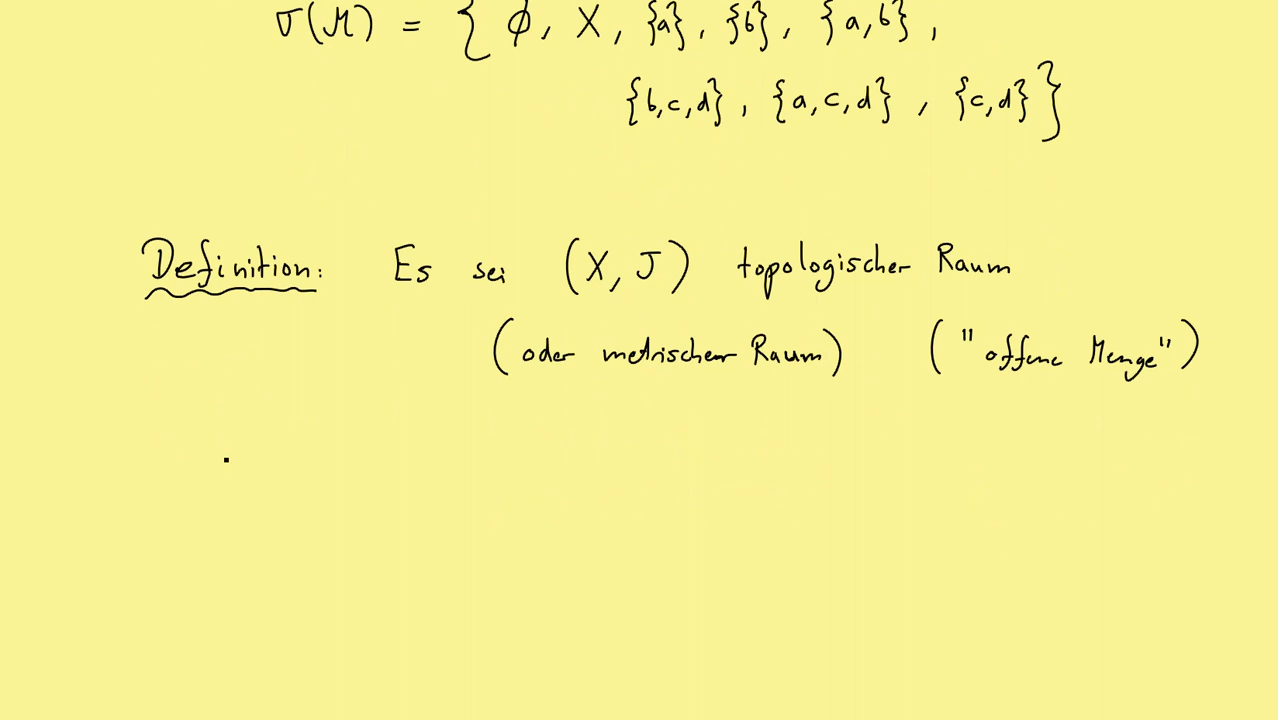 σ(M) = { ϕ, X, {a}, {b}, {a,b},
{b,c,d}, {a,c,d}, {c,d} }
Definition: Es sei (X, J) topologischer Raum
(oder metrischer Raum) ("offene Menge")